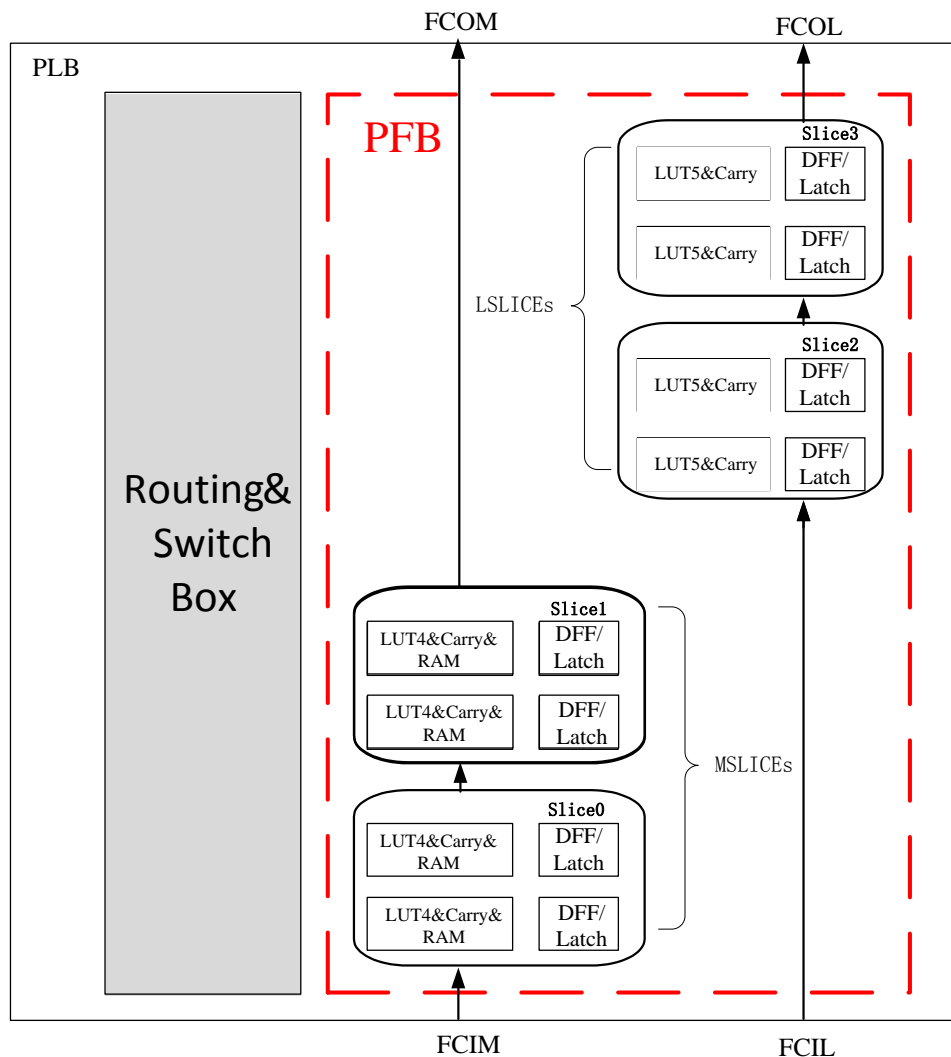 FCOM
FCOL
PLB
PFB
Slice3
LUT5&Carry
DFF/
Latch
LUT5&Carry
DFF/
Latch
LSLICEs
Slice2
LUT5&Carry
DFF/
Latch
LUT5&Carry
DFF/
Latch
Routing&
Switch
Box
Slice1
LUT4&Carry&
RAM
DFF/
Latch
LUT4&Carry&
RAM
DFF/
Latch
MSLICEs
Slice0
LUT4&Carry&
RAM
DFF/
Latch
LUT4&Carry&
RAM
DFF/
Latch
FCIM
FCIL